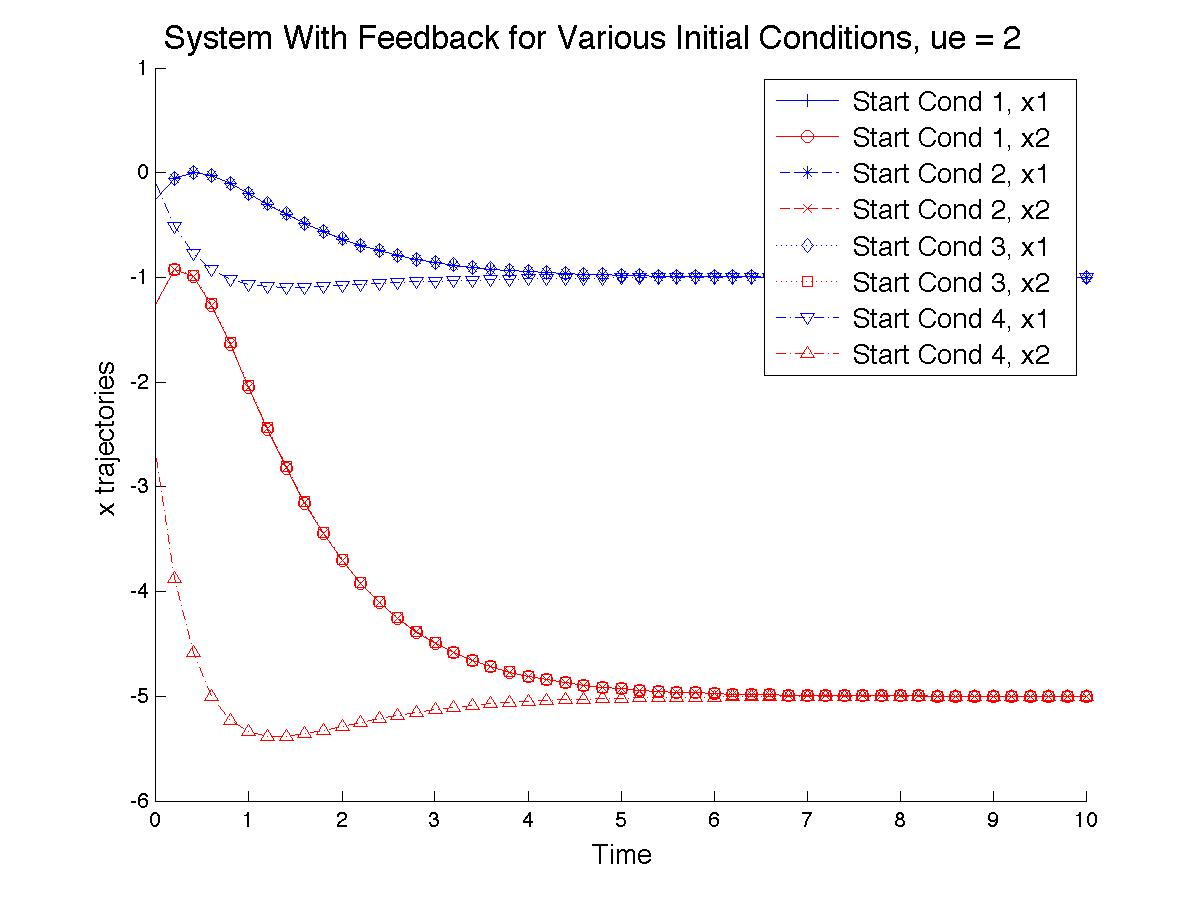 System With Feedback for Various Initial Conditions, ue = 2
1
0
-1
-2
-3
-4
-5
-6
x trajectories
Start Cond 1, x1
Start Cond 1, x2
Start Cond 2, x1
Start Cond 2, x2
Start Cond 3, x1
Start Cond 3, x2
Start Cond 4, x1
Start Cond 4, x2
0 1 2 3 4 5 6 7 8 9 10
Time